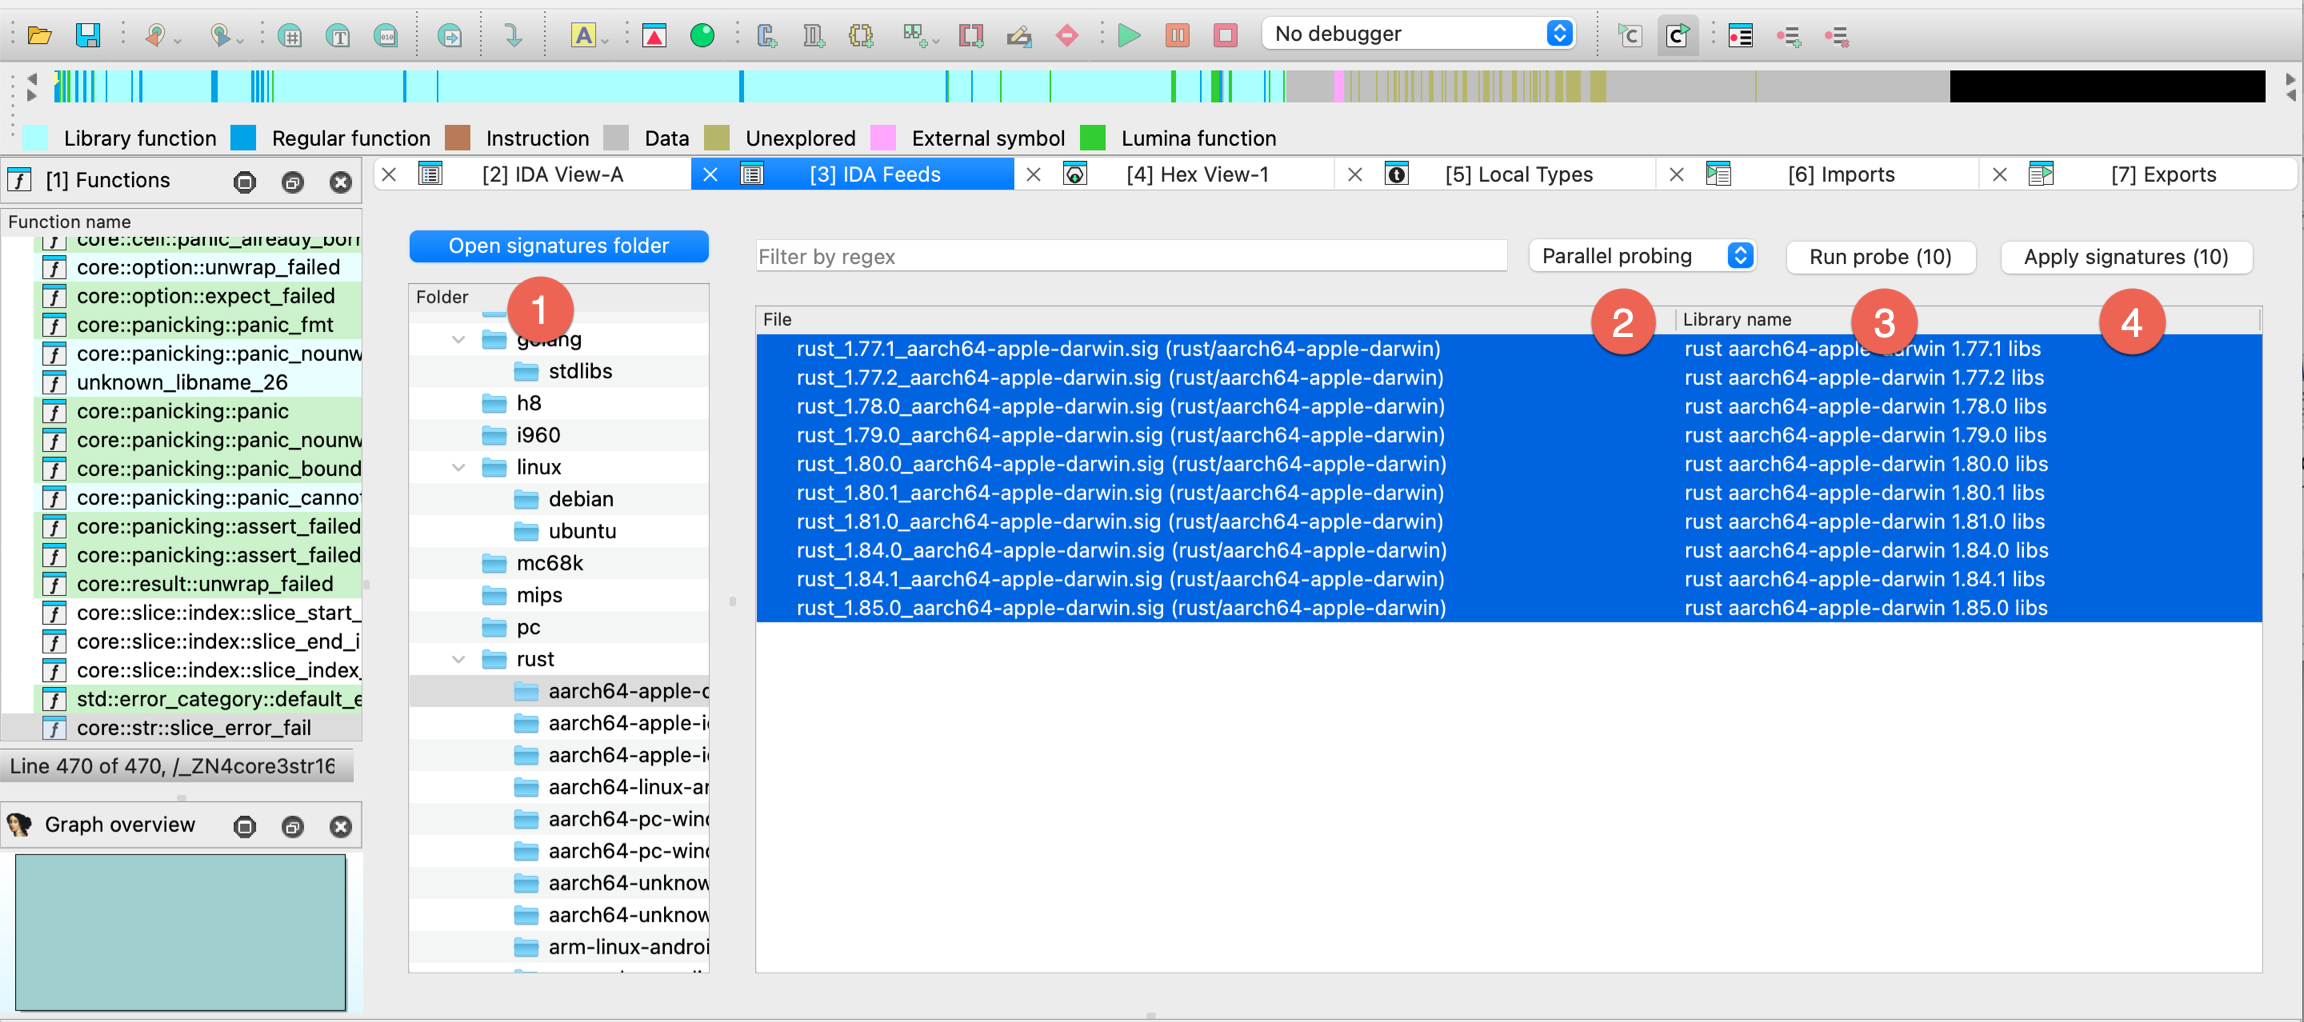 No debugger
Library function
Regular function
Instruction
Data
Unexplored
External symbol
Lumina function
[1] Functions
[2] IDA View-A
[3] IDA Feeds
[4] Hex View-1
[5] Local Types
[6] Imports
[7] Exports
Function name
core::cell::panic_already_borr
core::option::unwrap_failed
core::option::expect_failed
core::panicking::panic_fmt
core::panicking::panic_nounw
unknown_libname_26
core::panicking::panic
core::panicking::panic_nounw
core::panicking::panic_bound
core::panicking::panic_canno
core::panicking::assert_failed
core::panicking::assert_failed
core::result::unwrap_failed
core::slice::index::slice_start_
core::slice::index::slice_end_i
core::slice::index::slice_index_
std::error_category::default_e
core::str::slice_error_fail
Line 470 of 470, /_ZN4core3str16
Graph overview
Open signatures folder
Folder
1
golang
stdlibs
h8
i960
linux
debian
ubuntu
mc68k
mips
pc
rust
aarch64-apple-d
aarch64-apple-i
aarch64-apple-i
aarch64-linux-a
aarch64-pc-win
aarch64-pc-win
aarch64-unknow
aarch64-unknow
arm-linux-androi
Filter by regex
Parallel probing
Run probe (10)
Apply signatures (10)
2
3
4
File
Library name
rust_1.77.1_aarch64-apple-darwin.sig (rust/aarch64-apple-darwin)
rust aarch64-apple-darwin 1.77.1 libs
rust_1.77.2_aarch64-apple-darwin.sig (rust/aarch64-apple-darwin)
rust aarch64-apple-darwin 1.77.2 libs
rust_1.78.0_aarch64-apple-darwin.sig (rust/aarch64-apple-darwin)
rust aarch64-apple-darwin 1.78.0 libs
rust_1.79.0_aarch64-apple-darwin.sig (rust/aarch64-apple-darwin)
rust aarch64-apple-darwin 1.79.0 libs
rust_1.80.0_aarch64-apple-darwin.sig (rust/aarch64-apple-darwin)
rust aarch64-apple-darwin 1.80.0 libs
rust_1.80.1_aarch64-apple-darwin.sig (rust/aarch64-apple-darwin)
rust aarch64-apple-darwin 1.80.1 libs
rust_1.81.0_aarch64-apple-darwin.sig (rust/aarch64-apple-darwin)
rust aarch64-apple-darwin 1.81.0 libs
rust_1.84.0_aarch64-apple-darwin.sig (rust/aarch64-apple-darwin)
rust aarch64-apple-darwin 1.84.0 libs
rust_1.84.1_aarch64-apple-darwin.sig (rust/aarch64-apple-darwin)
rust aarch64-apple-darwin 1.84.1 libs
rust_1.85.0_aarch64-apple-darwin.sig (rust/aarch64-apple-darwin)
rust aarch64-apple-darwin 1.85.0 libs